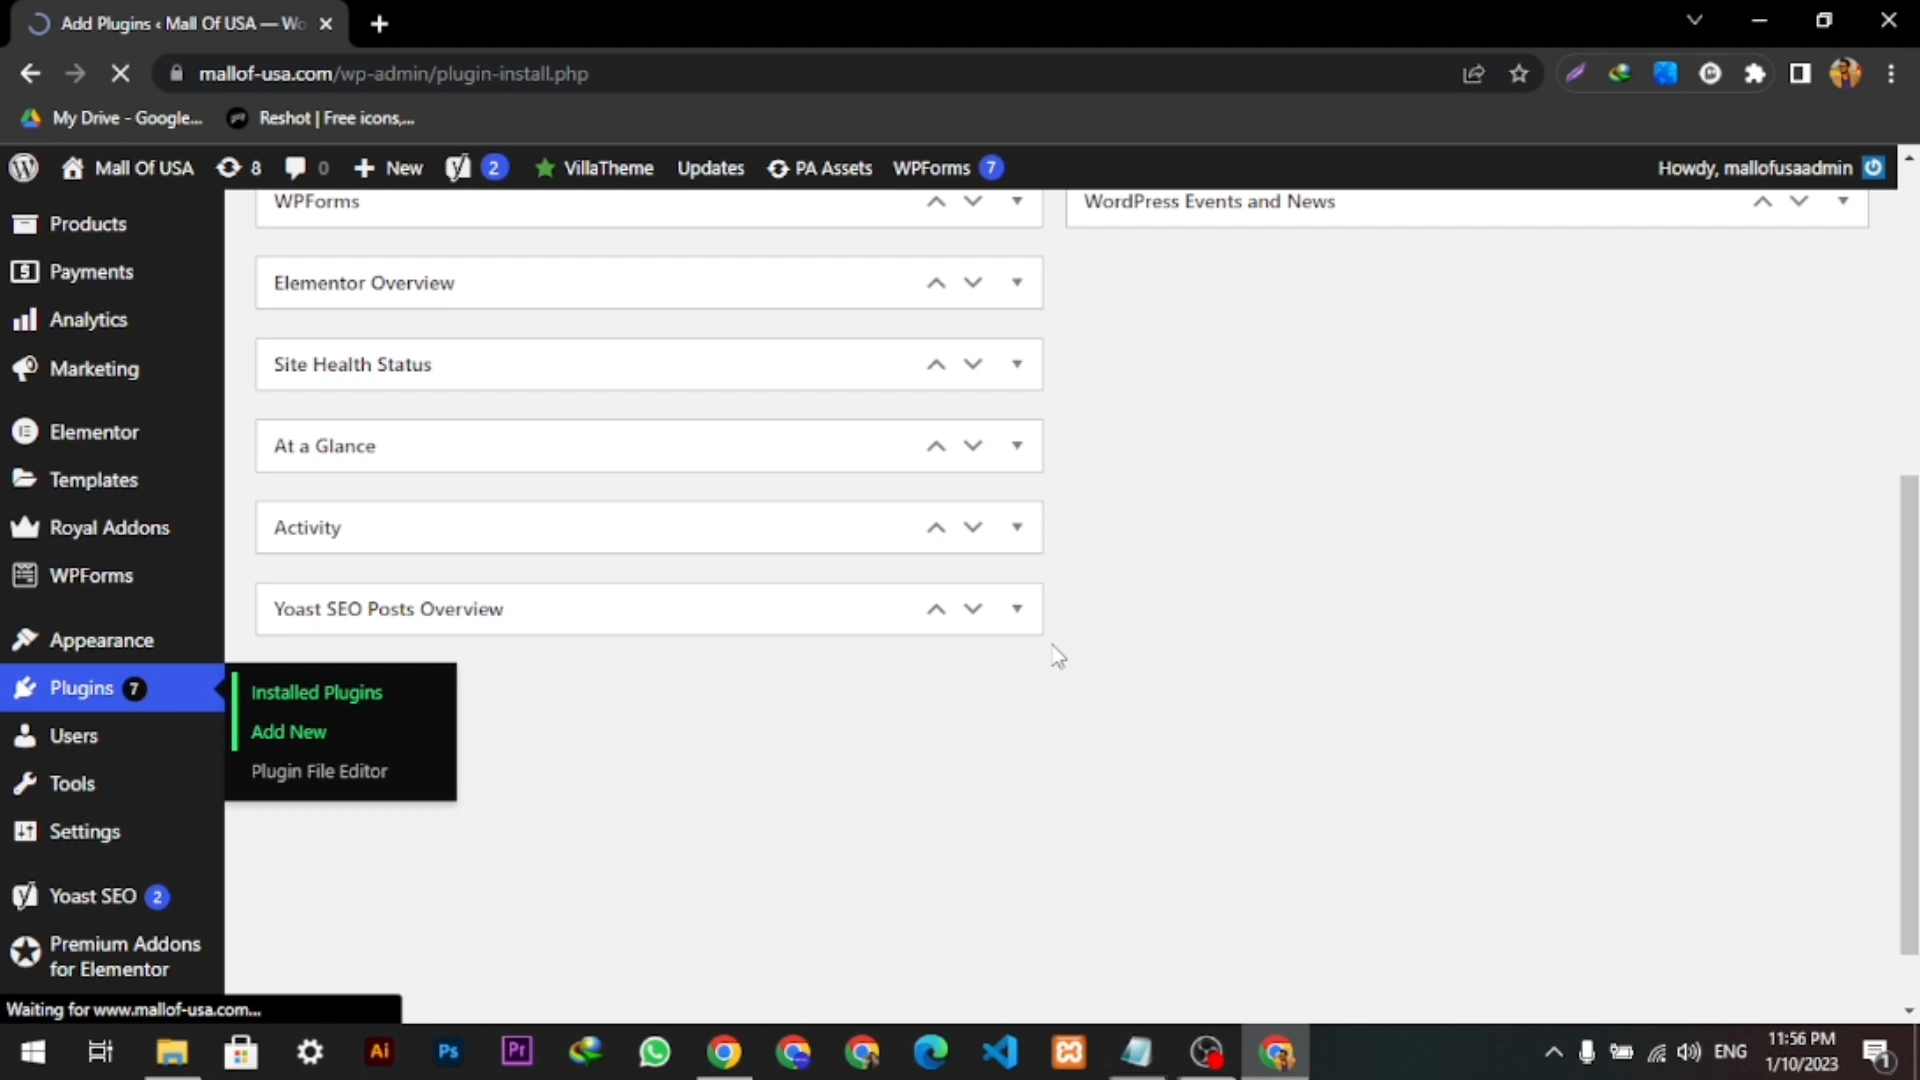 Add Plugins ‹ Mall Of USA — Wo
mallof-usa.com/wp-admin/plugin-install.php
My Drive - Google...
Reshot | Free icons,...
Mall Of USA
8
0
New
2
VillaTheme
Updates
PA Assets
WPForms 7
Howdy, mallofusaadmin
Products
Payments
Analytics
Marketing
Elementor
Templates
Royal Addons
WPForms
Appearance
Plugins 7
Users
Tools
Settings
Yoast SEO 2
Premium Addons
for Elementor
Installed Plugins
Add New
Plugin File Editor
WPForms
Elementor Overview
Site Health Status
At a Glance
Activity
Yoast SEO Posts Overview
WordPress Events and News
Waiting for www.mallof-usa.com...
Ai
Ps
Pr
ENG
11:56 PM
1/10/2023
1